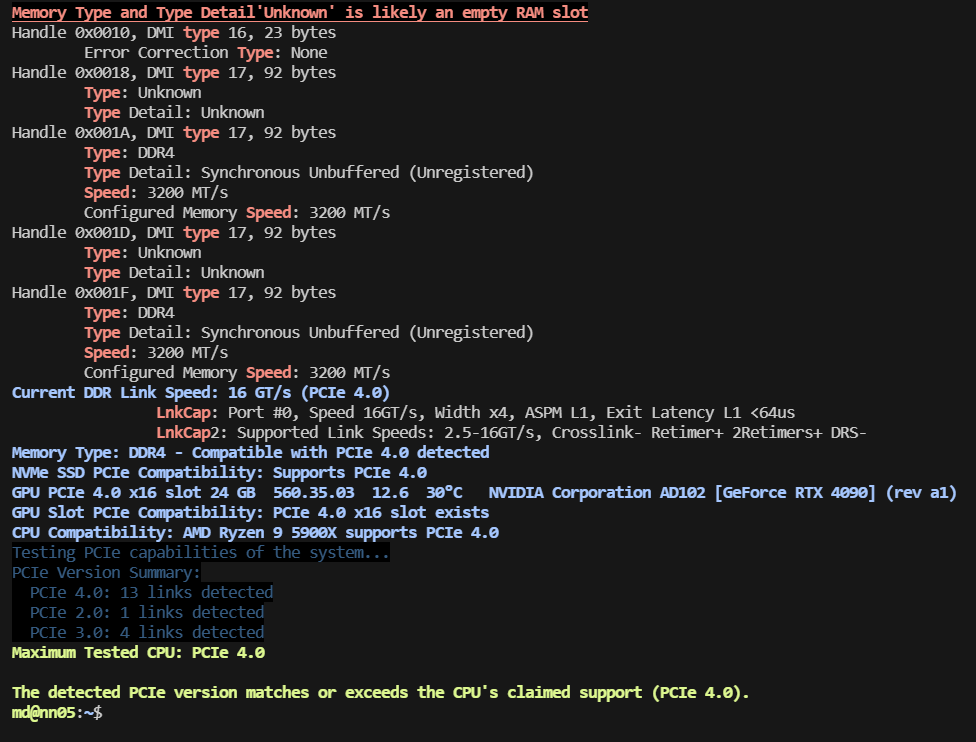 Memory Type and Type Detail'Unknown' is likely an empty RAM slot
Handle 0x0010, DMI type 16, 23 bytes
Error Correction Type: None
Handle 0x0018, DMI type 17, 92 bytes
Type: Unknown
Type Detail: Unknown
Handle 0x001A, DMI type 17, 92 bytes
Type: DDR4
Type Detail: Synchronous Unbuffered (Unregistered)
Speed: 3200 MT/s
Configured Memory Speed: 3200 MT/s
Handle 0x001D, DMI type 17, 92 bytes
Type: Unknown
Type Detail: Unknown
Handle 0x001F, DMI type 17, 92 bytes
Type: DDR4
Type Detail: Synchronous Unbuffered (Unregistered)
Speed: 3200 MT/s
Configured Memory Speed: 3200 MT/s
Current DDR Link Speed: 16 GT/s (PCIe 4.0)
LnkCap: Port #0, Speed 16GT/s, Width x4, ASPM L1, Exit Latency L1 <64us
LnkCap2: Supported Link Speeds: 2.5-16GT/s, Crosslink- Retimer+ 2Retimers+ DRS-
Memory Type: DDR4 - Compatible with PCIe 4.0 detected
NVMe SSD PCIe Compatibility: Supports PCIe 4.0
GPU PCIe 4.0 x16 slot 24 GB  560.35.03  12.6  30°C   NVIDIA Corporation AD102 [GeForce RTX 4090] (rev a1)
GPU Slot PCIe Compatibility: PCIe 4.0 x16 slot exists
CPU Compatibility: AMD Ryzen 9 5900X supports PCIe 4.0
Testing PCIe capabilities of the system...
PCIe Version Summary:
PCIe 4.0: 13 links detected
PCIe 2.0: 1 links detected
PCIe 3.0: 4 links detected
Maximum Tested CPU: PCIe 4.0
The detected PCIe version matches or exceeds the CPU's claimed support (PCIe 4.0).
md@nn05:~$